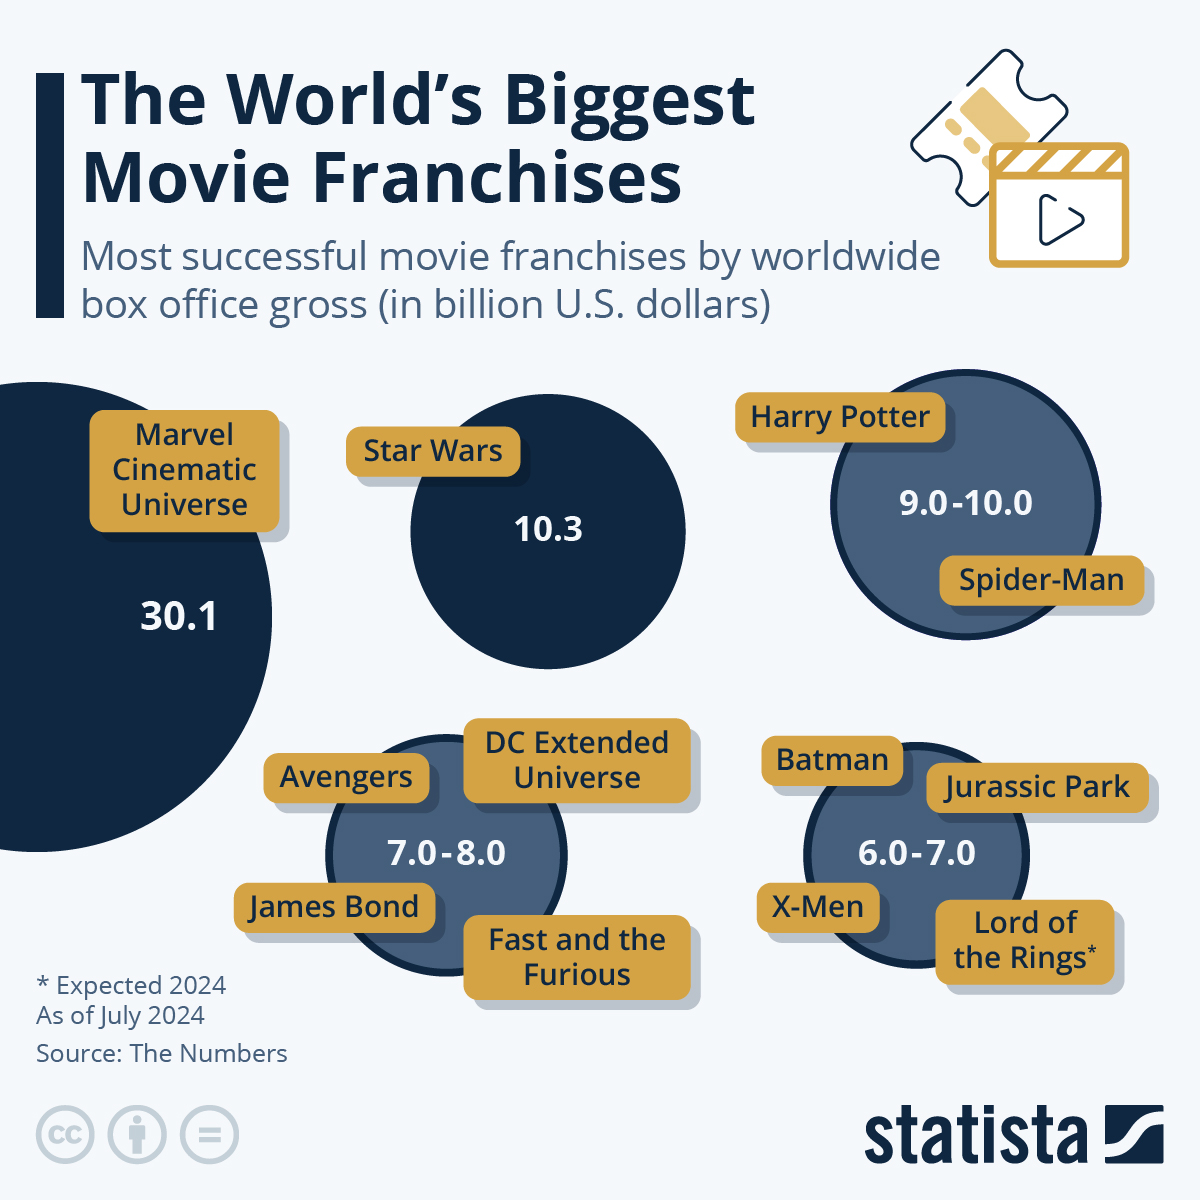 The World’s Biggest
Movie Franchises
Most successful movie franchises by worldwide
box office gross (in billion U.S. dollars)
Marvel
Cinematic
Universe
30.1
Star Wars
10.3
Harry Potter
9.0-10.0
Spider-Man
Avengers
DC Extended
Universe
7.0-8.0
James Bond
Fast and the
Furious
Batman
Jurassic Park
6.0-7.0
X-Men
Lord of
the Rings*
* Expected 2024
As of July 2024
Source: The Numbers
cc
statista